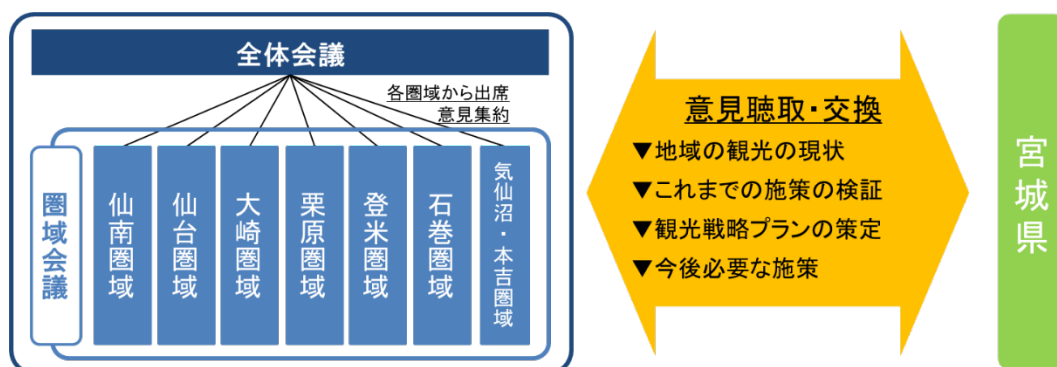 全体会議
各圏域から出席
意見集約
圏域会議
仙南圏域
仙台圏域
大崎圏域
栗原圏域
登米圏域
石巻圏域
気仙沼・本吉圏域
意見聴取・交換
▼地域の観光の現状
▼これまでの施策の検証
▼観光戦略プランの策定
▼今後必要な施策
宮城県